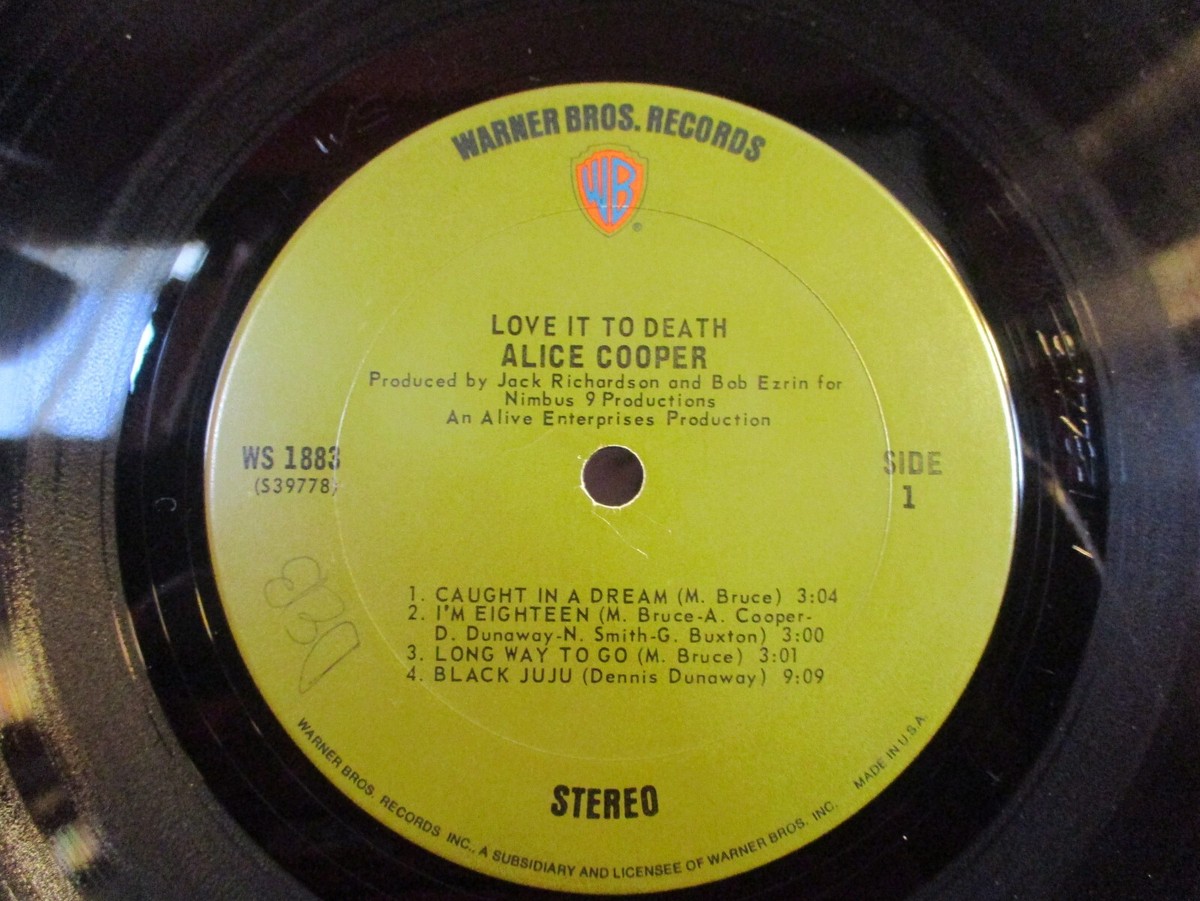 WARNER BROS. RECORDS
WB
®
LOVE IT TO DEATH
ALICE COOPER
Produced by Jack Richardson and Bob Ezrin for
Nimbus 9 Productions
An Alive Enterprises Production
WS 1883
(S39778)
SIDE
1
1. CAUGHT IN A DREAM (M. Bruce) 3:04
2. I'M EIGHTEEN (M. Bruce-A. Cooper-
D. Dunaway-N. Smith-G. Buxton) 3:00
3. LONG WAY TO GO (M. Bruce) 3:01
4. BLACK JUJU (Dennis Dunaway) 9:09
STEREO
WARNER BROS. RECORDS INC., A SUBSIDIARY AND LICENSEE OF WARNER BROS. INC. MADE IN U.S.A.